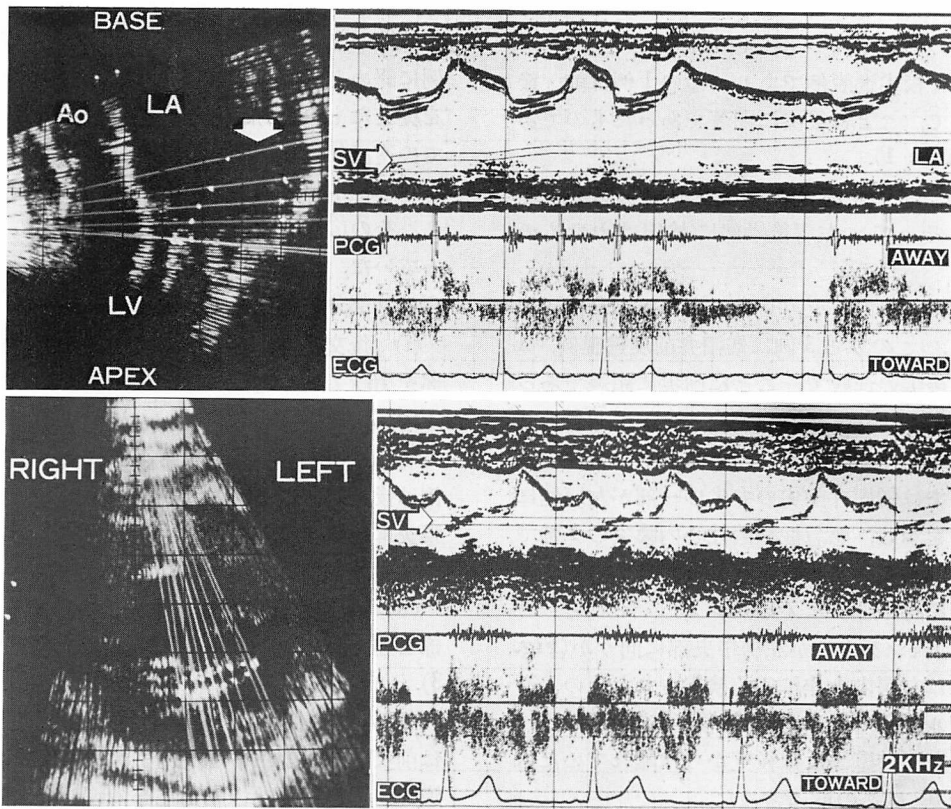 BASE
Ao
LA
LV
APEX
SV
LA
PCG
AWAY
ECG
TOWARD
RIGHT
LEFT
SV
PCG
AWAY
2KHz
ECG
TOWARD